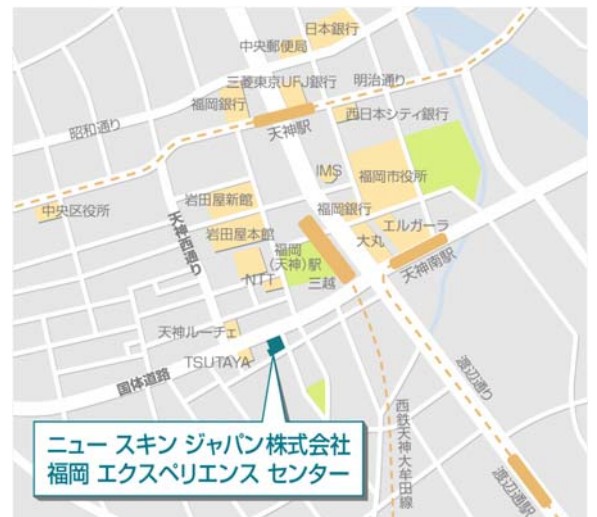 日本銀行
中央郵便局
三菱東京UFJ銀行
明治通り
福岡銀行
西日本シティ銀行
昭和通り
天神駅
IMS
福岡市役所
岩田屋新館
中央区役所
福岡銀行
天神西通り
エルガーラ
岩田屋本館
大丸
福岡
(天神)駅
天神南駅
NTT
三越
天神ルーチェ
TSUTAYA
国体道路
渡辺通り
西鉄天神大牟田線
ニュー スキン ジャパン株式会社
福岡 エクスペリエンス センター
渡辺通駅